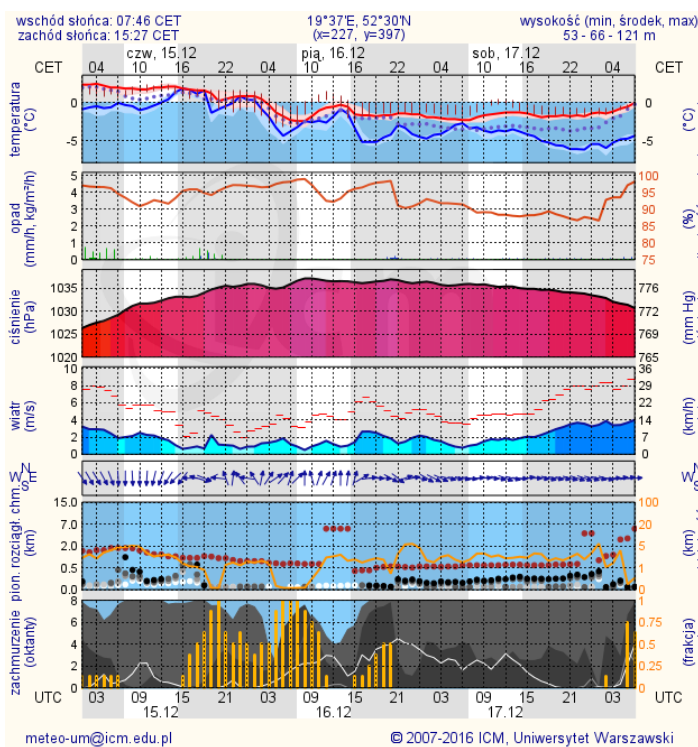 wschód słońca: 07:46 CET 19°37'E, 52°30'N wysokość (min, środek, max)
zachód słońca: 15:27 CET (x=227, y=397) 53 - 66 - 121 m
czw, 15.12 pią, 16.12 sob, 17.12
CET 04 10 22 04 10 22 04 10 22 04 CET
temperatura (°C)
0 0
-5 -5
opad (mm/h, kg/m²/h)
5 100
4 95
3 90
2 85
1 80
0 75
(%)
ciśnienie (hPa)
1035 776
1030 772
1025 769
1020 765
(mm Hg)
wiatr (m/s)
10 36
8 29
6 22
4 14
2 7
0 0
(km/h)
N
W E
S
N
W
S
pion. rozciągł. chm (km)
15.0 100
7.0 20
2.0 5
0.5 1
0.0 0
(km)
zachmurzenie (oktanty)
8 1
6 0.75
4 0.5
2 0.25
0 0
(frakcja)
UTC 03 09 15 21 03 09 15 21 03 09 15 21 03 UTC
15.12 16.12 17.12
meteo-um@icm.edu.pl © 2007-2016 ICM, Uniwersytet Warszawski